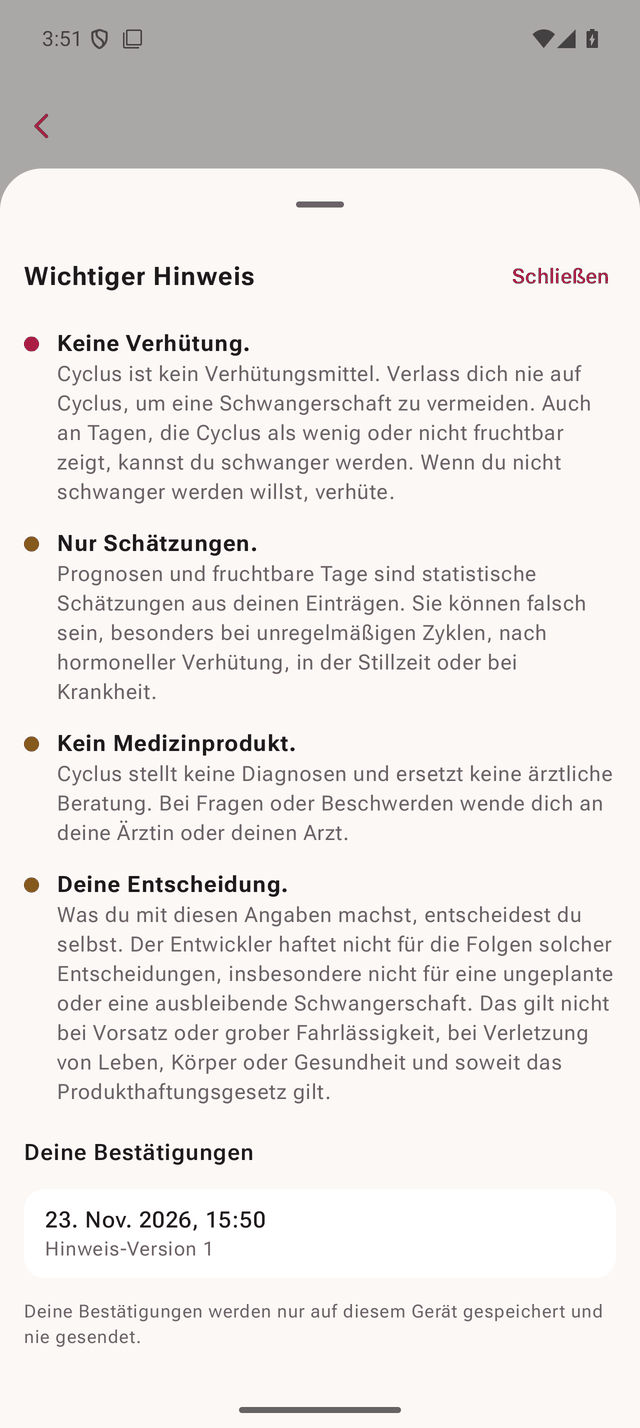 3:51
Wichtiger Hinweis
Schließen
Keine Verhütung.
Cyclus ist kein Verhütungsmittel. Verlass dich nie auf
Cyclus, um eine Schwangerschaft zu vermeiden. Auch
an Tagen, die Cyclus als wenig oder nicht fruchtbar
zeigt, kannst du schwanger werden. Wenn du nicht
schwanger werden willst, verhüte.
Nur Schätzungen.
Prognosen und fruchtbare Tage sind statistische
Schätzungen aus deinen Einträgen. Sie können falsch
sein, besonders bei unregelmäßigen Zyklen, nach
hormoneller Verhütung, in der Stillzeit oder bei
Krankheit.
Kein Medizinprodukt.
Cyclus stellt keine Diagnosen und ersetzt keine ärztliche
Beratung. Bei Fragen oder Beschwerden wende dich an
deine Ärztin oder deinen Arzt.
Deine Entscheidung.
Was du mit diesen Angaben machst, entscheidest du
selbst. Der Entwickler haftet nicht für die Folgen solcher
Entscheidungen, insbesondere nicht für eine ungeplante
oder eine ausbleibende Schwangerschaft. Das gilt nicht
bei Vorsatz oder grober Fahrlässigkeit, bei Verletzung
von Leben, Körper oder Gesundheit und soweit das
Produkthaftungsgesetz gilt.
Deine Bestätigungen
23. Nov. 2026, 15:50
Hinweis-Version 1
Deine Bestätigungen werden nur auf diesem Gerät gespeichert und
nie gesendet.